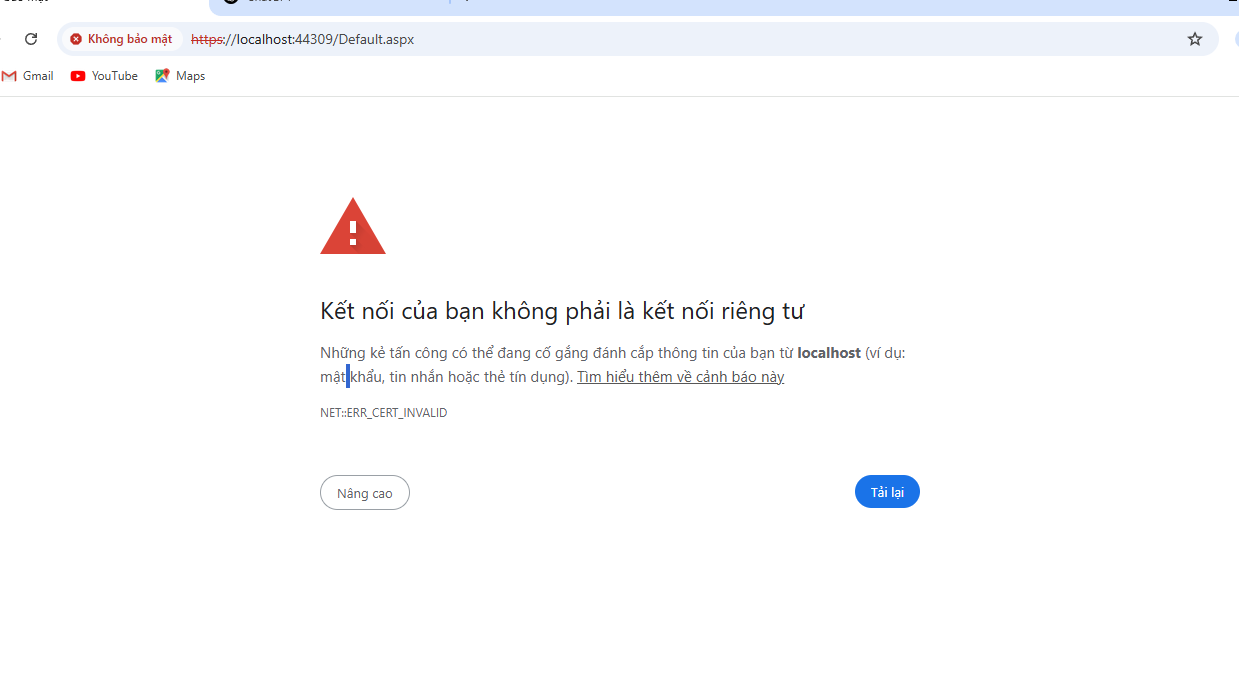 Không bảo mật https://localhost:44309/Default.aspx
Gmail YouTube Maps
Kết nối của bạn không phải là kết nối riêng tư
Những kẻ tấn công có thể đang cố gắng đánh cắp thông tin của bạn từ localhost (ví dụ:
mật khẩu, tin nhắn hoặc thẻ tín dụng). Tìm hiểu thêm về cảnh báo này
NET::ERR_CERT_INVALID
Nâng cao Tải lại